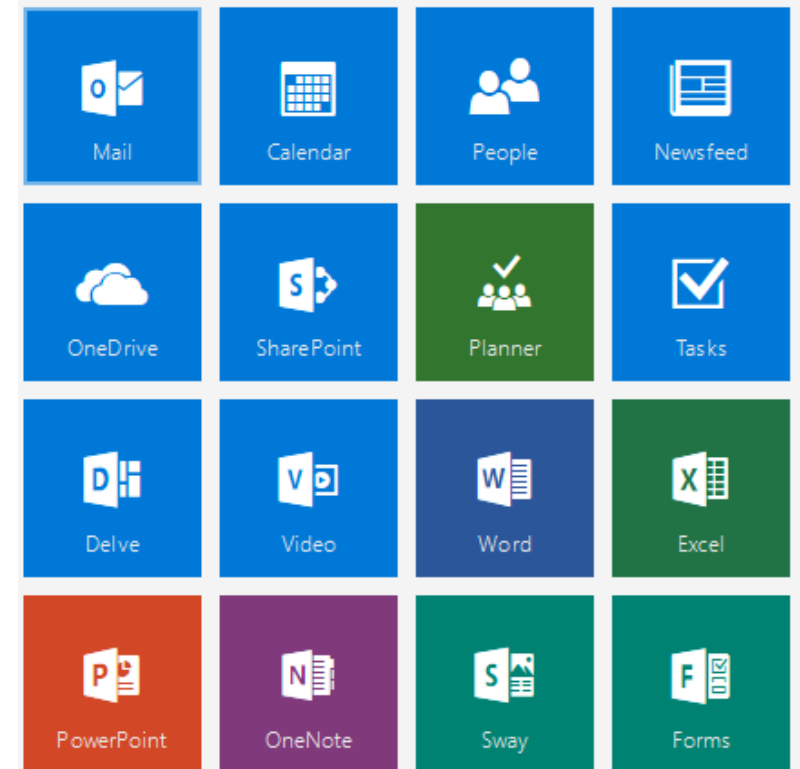 Mail
Calendar
People
Newsfeed
OneDrive
SharePoint
Planner
Tasks
Delve
Video
Word
Excel
PowerPoint
OneNote
Sway
Forms